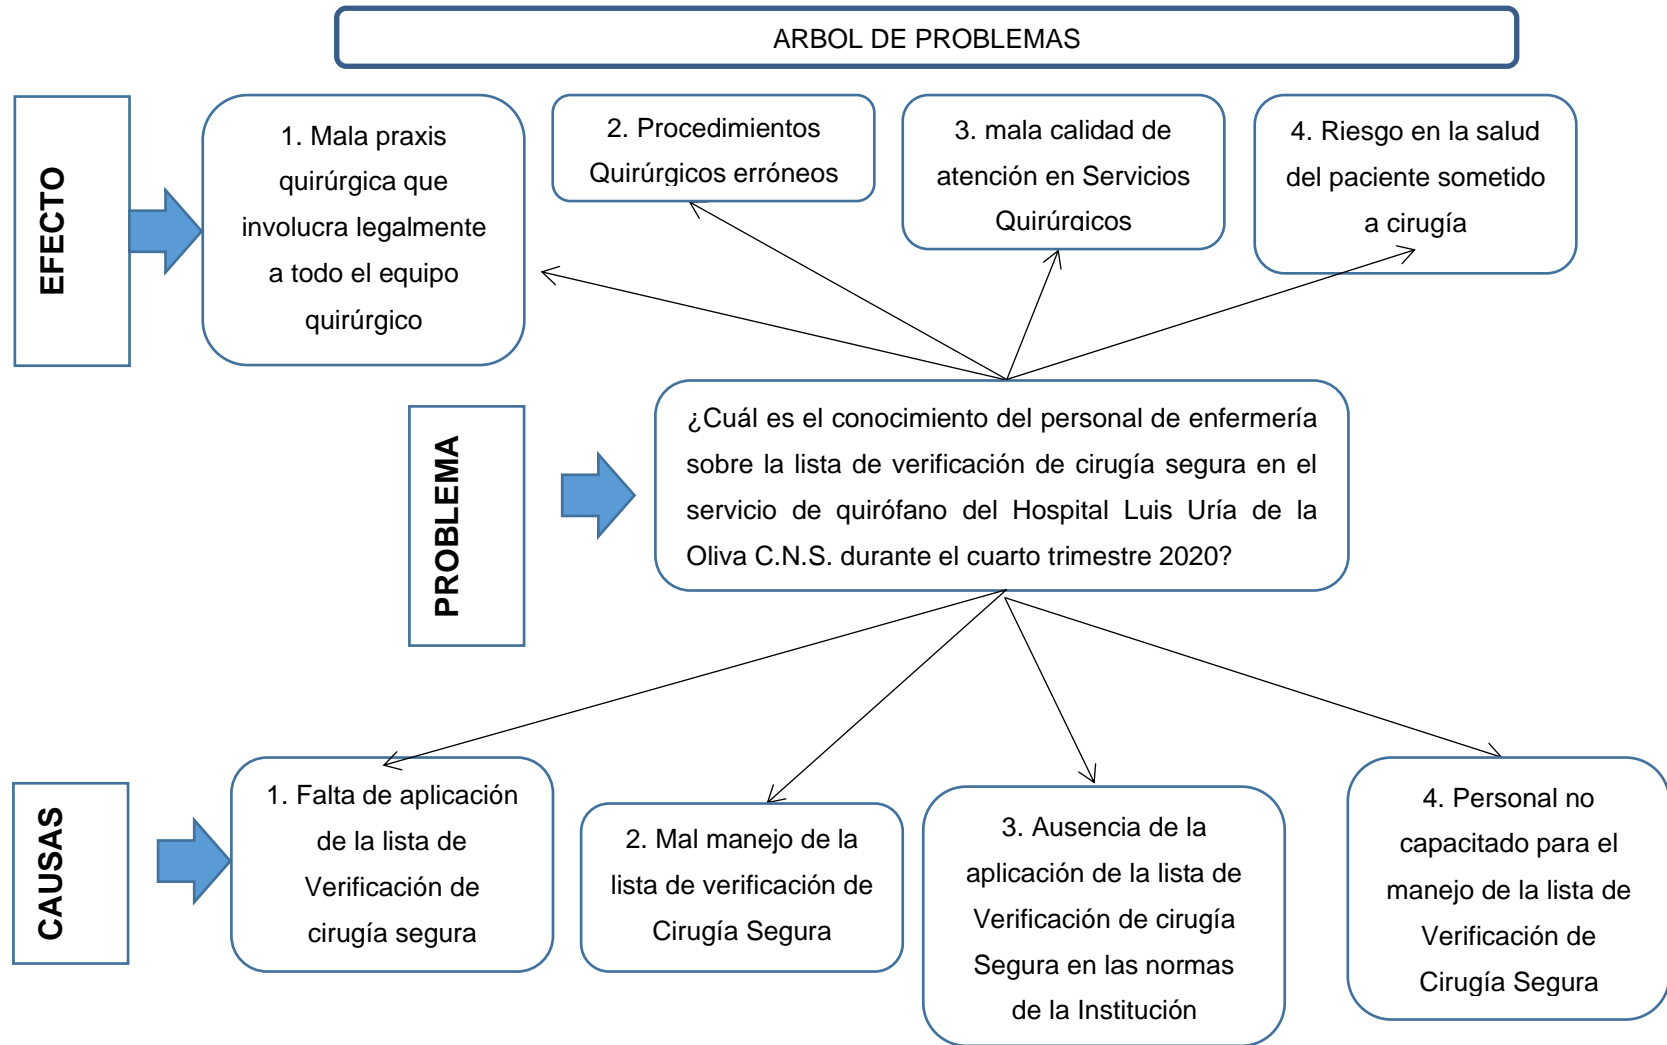 ARBOL DE PROBLEMAS
EFECTO
1. Mala praxis
quirúrgica que
involucra legalmente
a todo el equipo
quirúrgico
2. Procedimientos
Quirúrgicos erróneos
3. mala calidad de
atención en Servicios
Quirúrgicos
4. Riesgo en la salud
del paciente sometido
a cirugía
PROBLEMA
¿Cuál es el conocimiento del personal de enfermería
sobre la lista de verificación de cirugía segura en el
servicio de quirófano del Hospital Luis Uría de la
Oliva C.N.S. durante el cuarto trimestre 2020?
CAUSAS
1. Falta de aplicación
de la lista de
Verificación de
cirugía segura
2. Mal manejo de la
lista de verificación de
Cirugía Segura
3. Ausencia de la
aplicación de la lista de
Verificación de cirugía
Segura en las normas
de la Institución
4. Personal no
capacitado para el
manejo de la lista de
Verificación de
Cirugía Segura